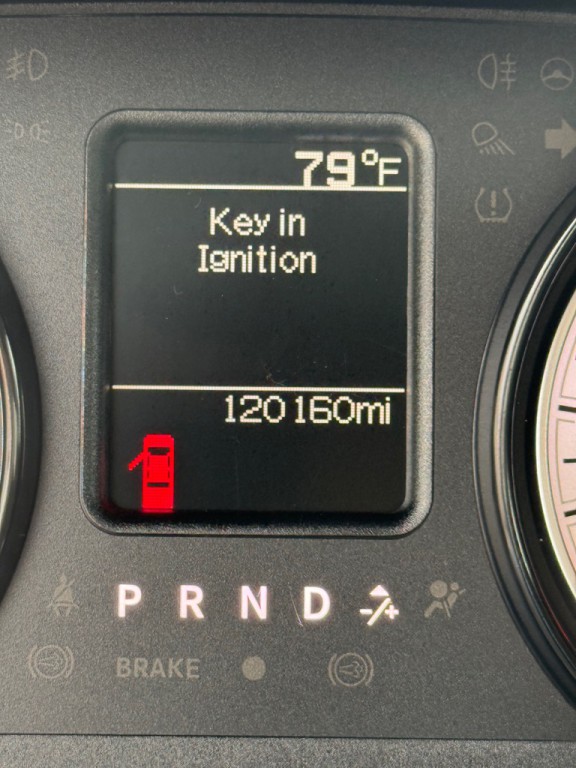 79°F
Key in
Ignition
120160mi
P R N D -/+
BRAKE